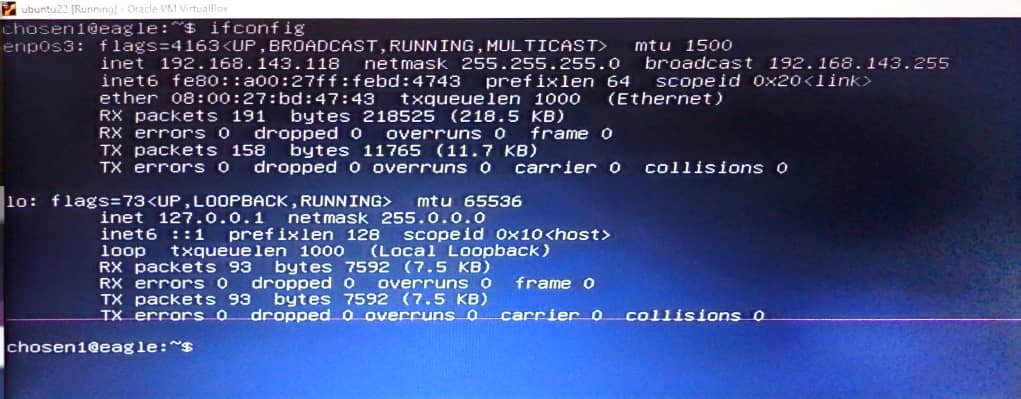 ubuntu22 [Running] - Oracle VM VirtualBox
chosen1@eagle:~$ ifconfig
enp0s3: flags=4163<UP,BROADCAST,RUNNING,MULTICAST>  mtu 1500
        inet 192.168.143.118  netmask 255.255.255.0  broadcast 192.168.143.255
        inet6 fe80::a00:27ff:febd:4743  prefixlen 64  scopeid 0x20<link>
        ether 08:00:27:bd:47:43  txqueuelen 1000  (Ethernet)
        RX packets 191  bytes 218525 (218.5 KB)
        RX errors 0  dropped 0  overruns 0  frame 0
        TX packets 158  bytes 11765 (11.7 KB)
        TX errors 0  dropped 0 overruns 0  carrier 0  collisions 0
lo: flags=73<UP,LOOPBACK,RUNNING>  mtu 65536
        inet 127.0.0.1  netmask 255.0.0.0
        inet6 ::1  prefixlen 128  scopeid 0x10<host>
        loop  txqueuelen 1000  (Local Loopback)
        RX packets 93  bytes 7592 (7.5 KB)
        RX errors 0  dropped 0  overruns 0  frame 0
        TX packets 93  bytes 7592 (7.5 KB)
        TX errors 0  dropped 0 overruns 0  carrier 0  collisions 0
chosen1@eagle:~$